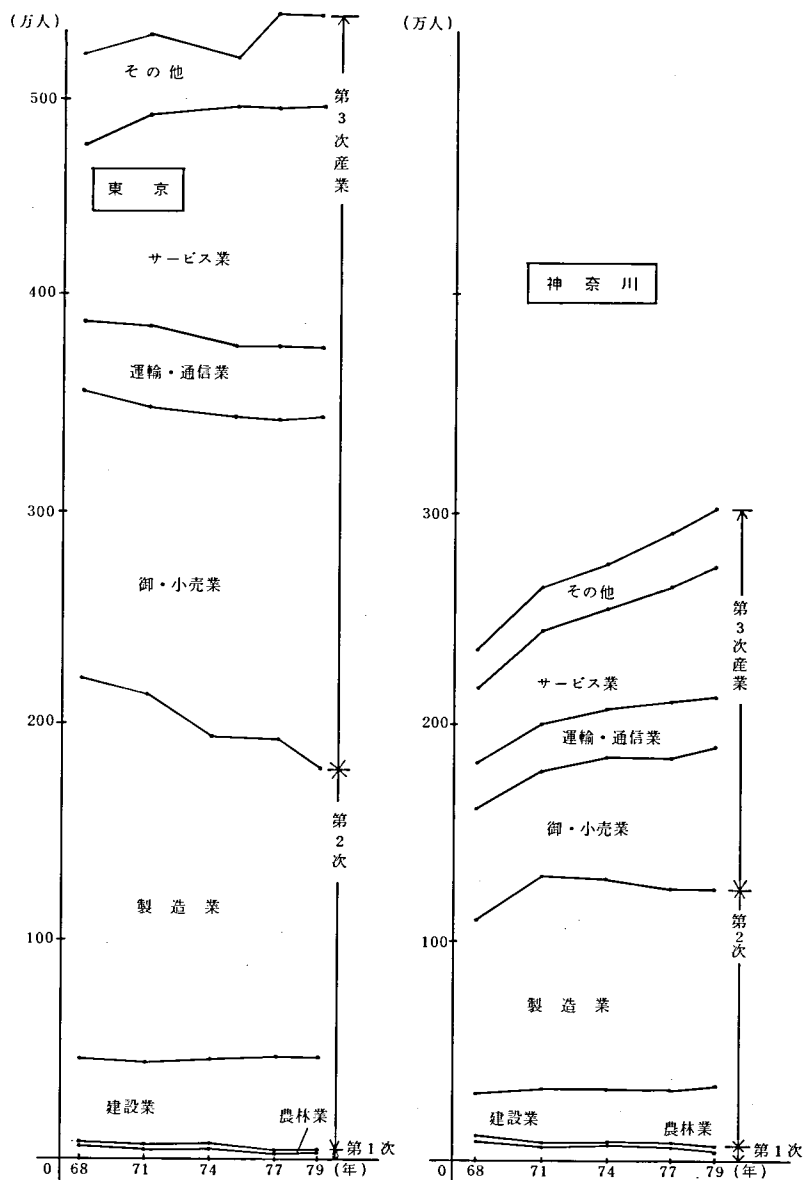 (万人)
その他
500
第3次産業
東京
サービス業
400
運輸・通信業
300
御・小売業
200
第2次
製造業
100
建設業
農林業
第1次
0 68 71 74 77 79 (年)
(万人)
神奈川
300
その他
第3次産業
サービス業
200
運輸・通信業
御・小売業
100
第2次
製造業
建設業
農林業
第1次
0 68 71 74 77 79 (年)